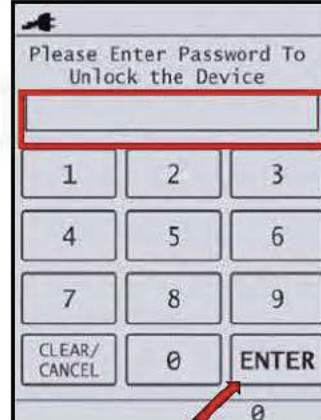 Please Enter Password To
Unlock the Device
1 2 3
4 5 6
7 8 9
CLEAR/
CANCEL 0 ENTER
0